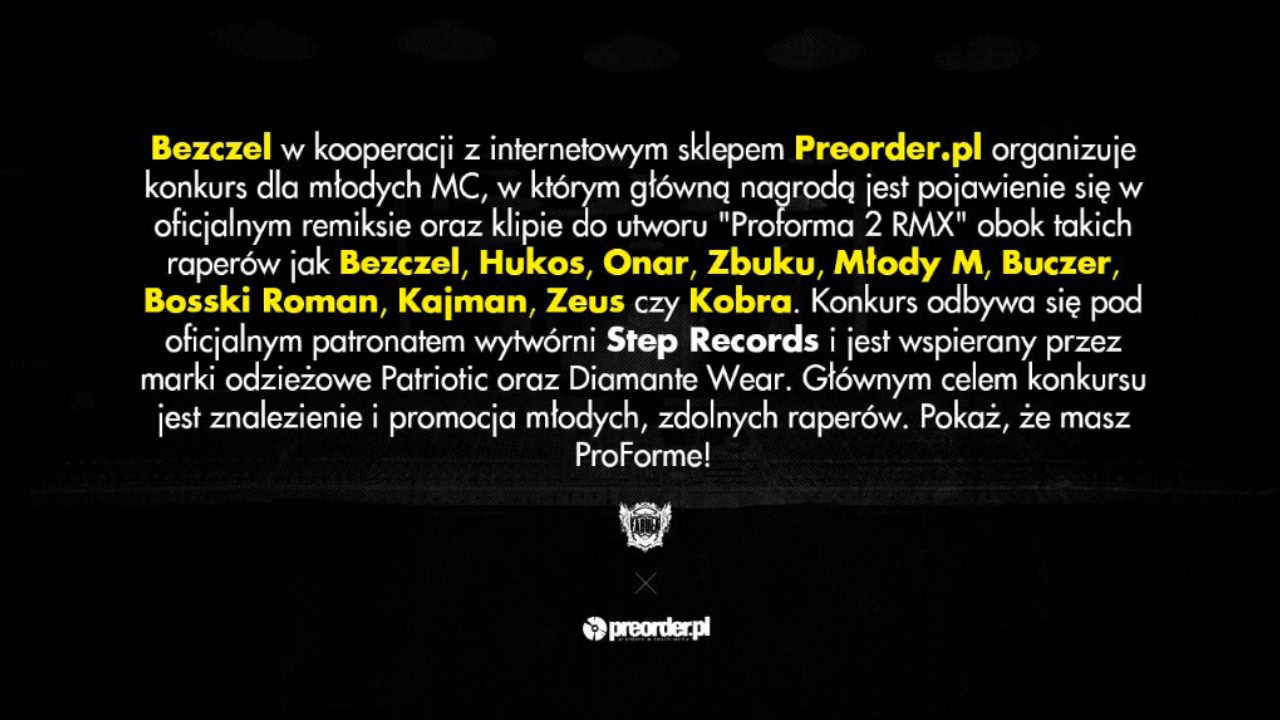 Bezczel w kooperacji z internetowym sklepem Preorder.pl organizuje
konkurs dla młodych MC, w którym główną nagrodą jest pojawienie się w
oficjalnym remiksie oraz klipie do utworu "Proforma 2 RMX" obok takich
raperów jak Bezczel, Hukos, Onar, Zbuku, Młody M, Buczer,
Bosski Roman, Kajman, Zeus czy Kobra. Konkurs odbywa się pod
oficjalnym patronatem wytwórni Step Records i jest wspierany przez
marki odzieżowe Patriotic oraz Diamante Wear. Głównym celem konkursu
jest znalezienie i promocja młodych, zdolnych raperów. Pokaż, że masz
ProForme!
FABUŁA
preorder.pl